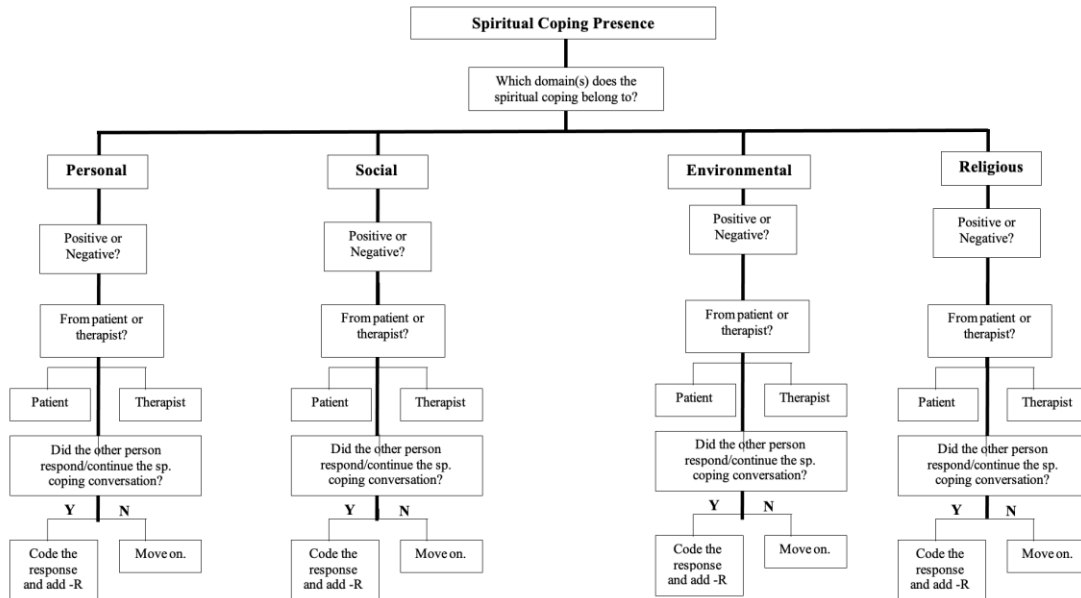 Spiritual Coping Presence
Which domain(s) does the
spiritual coping belong to?
Personal
Social
Environmental
Religious
Positive or
Negative?
Positive or
Negative?
Positive or
Negative?
Positive or
Negative?
From patient or
therapist?
From patient or
therapist?
From patient or
therapist?
From patient or
therapist?
Patient
Therapist
Patient
Therapist
Patient
Therapist
Patient
Therapist
Did the other person
respond/continue the sp.
coping conversation?
Did the other person
respond/continue the sp.
coping conversation?
Did the other person
respond/continue the sp.
coping conversation?
Did the other person
respond/continue the sp.
coping conversation?
Y N
Y N
Y N
Y N
Code the
response
and add -R
Move on.
Code the
response
and add -R
Move on.
Code the
response
and add -R
Move on.
Code the
response
and add -R
Move on.